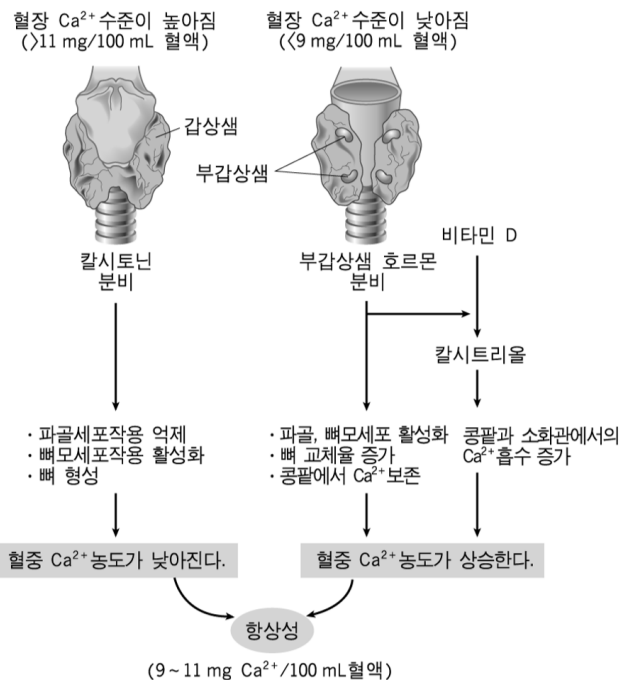 혈장 Ca²⁺ 수준이 높아짐
(〉11 mg/100 mL 혈액)
혈장 Ca²⁺ 수준이 낮아짐
(〈9 mg/100 mL 혈액)
갑상샘
부갑상샘
비타민 D
칼시토닌
분비
부갑상샘 호르몬
분비
칼시트리올
· 파골세포작용 억제
· 뼈모세포작용 활성화
· 뼈 형성
· 파골, 뼈모세포 활성화
· 뼈 교체율 증가
· 콩팥에서 Ca²⁺ 보존
콩팥과 소화관에서의
Ca²⁺ 흡수 증가
혈중 Ca²⁺ 농도가 낮아진다.
혈중 Ca²⁺ 농도가 상승한다.
항상성
(9~11 mg Ca²⁺/100 mL 혈액)